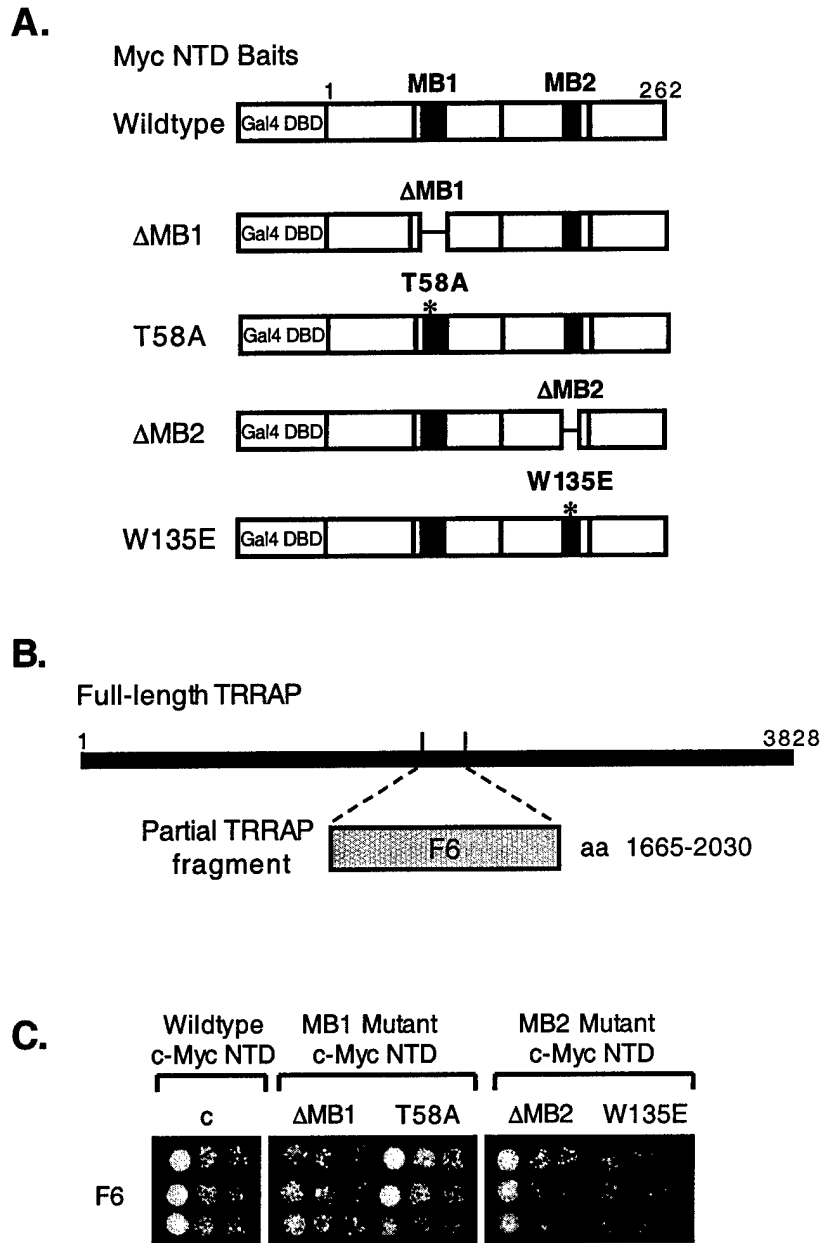 A.
Myc NTD Baits
1 MB1 MB2 262
Wildtype Gal4 DBD
ΔMB1
ΔMB1 Gal4 DBD
T58A
*
T58A Gal4 DBD
ΔMB2
ΔMB2 Gal4 DBD
W135E
*
W135E Gal4 DBD
B.
Full-length TRRAP
1 3828
Partial TRRAP
fragment
F6 aa 1665-2030
C.
Wildtype
c-Myc NTD
MB1 Mutant
c-Myc NTD
MB2 Mutant
c-Myc NTD
c ΔMB1 T58A ΔMB2 W135E
F6